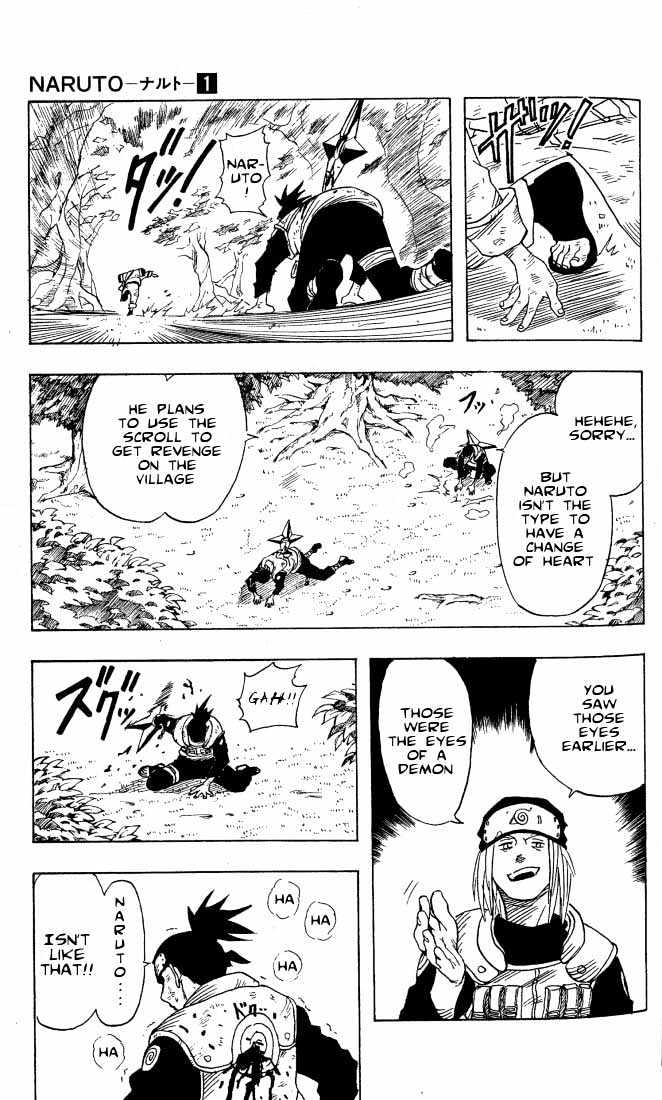 NARUTO—ナルト—1
ザザッ!
ダッ!
NAR-
UTO
!
HEHEHE,
SORRY...
BUT
NARUTO
ISN'T THE
TYPE TO
HAVE A
CHANGE
OF HEART
フッ
HE PLANS
TO USE
THE
SCROLL TO
GET REVENGE
ON THE
VILLAGE
YOU
SAW
THOSE
EYES
EARLIER...
THOSE
WERE
THE EYES
OF A
DEMON
ズグッ
GAH!!
NARUTO....
ISN'T
LIKE
THAT!!
HA
HA
HA
HA
ドクッ